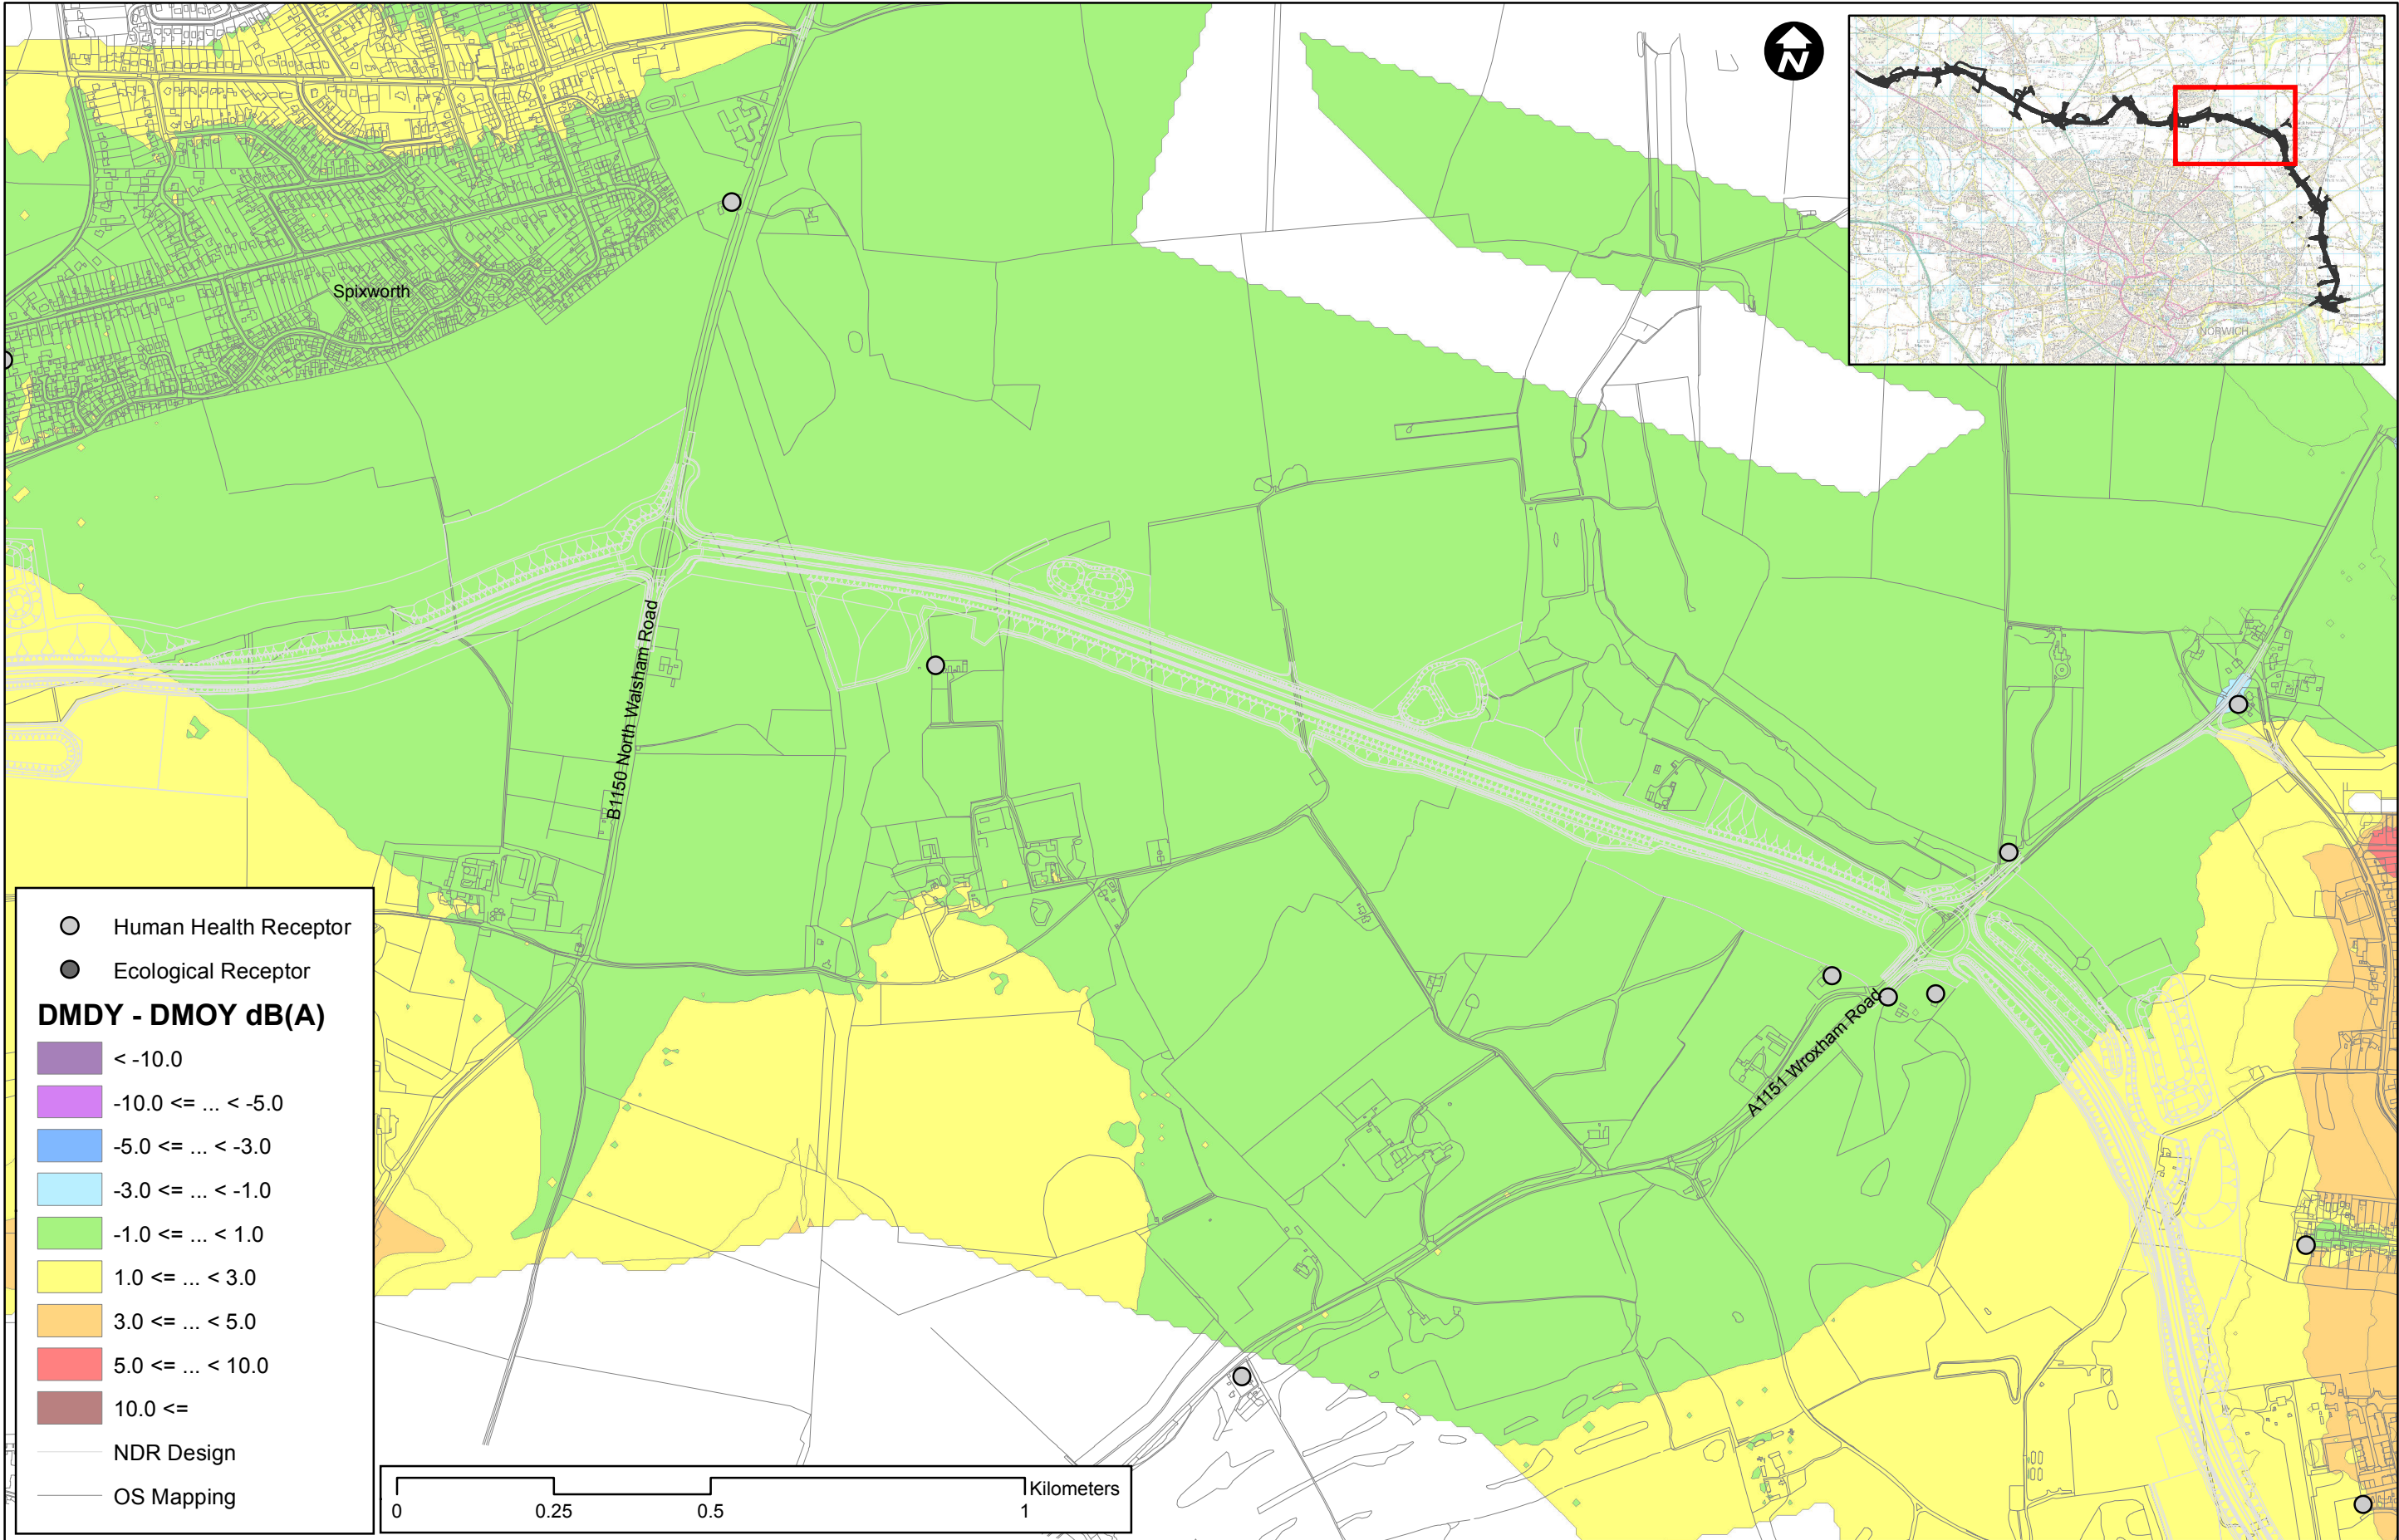 N
NORWICH
Spixworth
B1150 North Walsham Road
A1151 Wroxham Road
Human Health Receptor
Ecological Receptor
DMDY - DMOY dB(A)
< -10.0
-10.0 <= ... < -5.0
-5.0 <= ... < -3.0
-3.0 <= ... < -1.0
-1.0 <= ... < 1.0
1.0 <= ... < 3.0
3.0 <= ... < 5.0
5.0 <= ... < 10.0
10.0 <=
NDR Design
OS Mapping
Kilometers
0 0.25 0.5 1